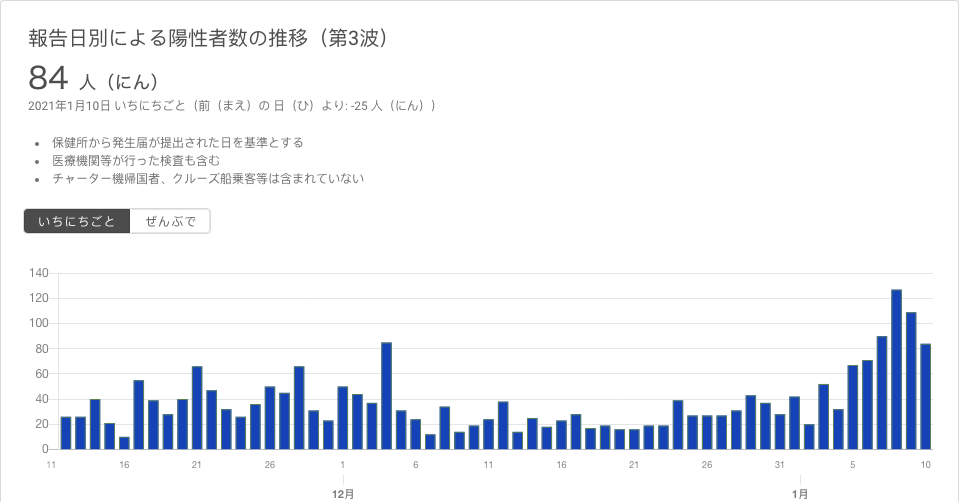 報告日別による陽性者数の推移（第3波）
84 人（にん）
2021年1月10日 いちにちごと（前（まえ）の 日（ひ）より: -25 人（にん））
• 保健所から発生届が提出された日を基準とする
• 医療機関等が行った検査も含む
• チャーター機帰国者、クルーズ船乗客等は含まれていない
いちにちごと ぜんぶで
140
120
100
80
60
40
20
0
11 16 21 26 1 6 11 16 21 26 31 5 10
12月 1月